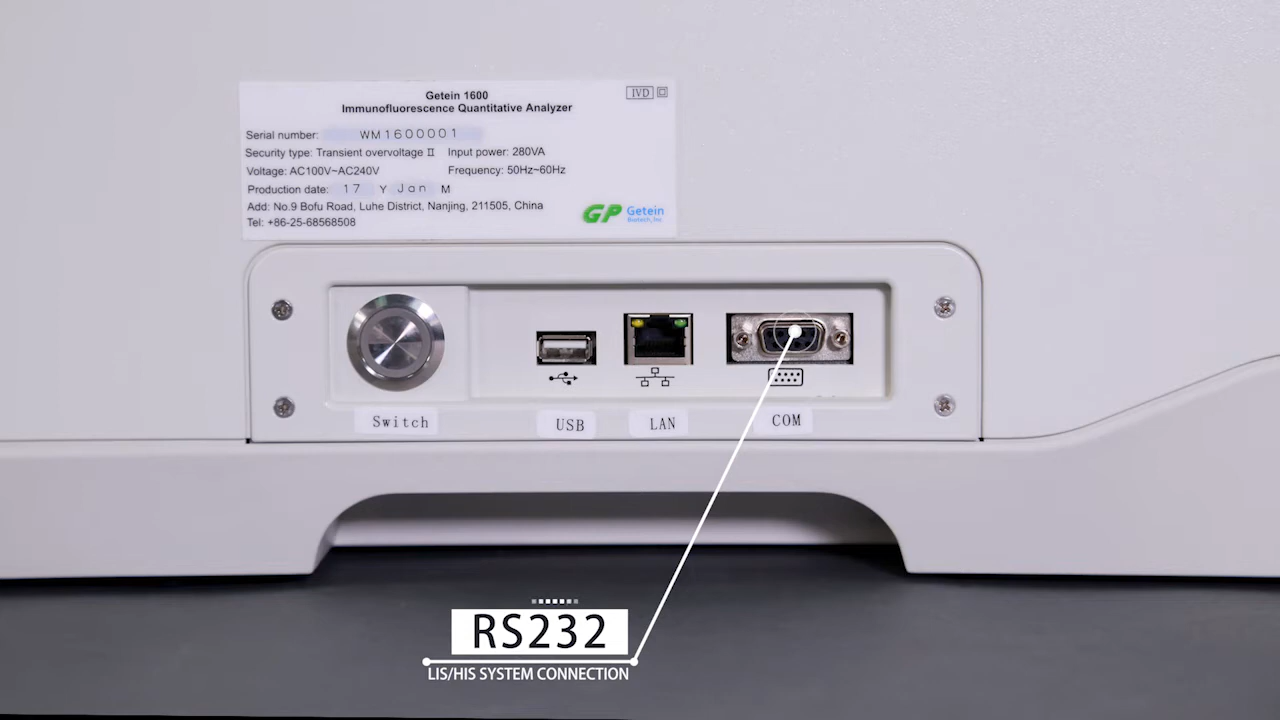 Getein 1600
IVD
Immunofluorescence Quantitative Analyzer
Serial number: WM1600001
Security type: Transient overvoltage II Input power: 280VA
Voltage: AC100V~AC240V Frequency: 50Hz~60Hz
Production date: 17 Y Jan M
Add: No.9 Bofu Road, Luhe District, Nanjing, 211505, China
Tel: +86-25-68568508
GP Getein
Biotech, Inc.
Switch USB LAN COM
RS232
LIS/HIS SYSTEM CONNECTION